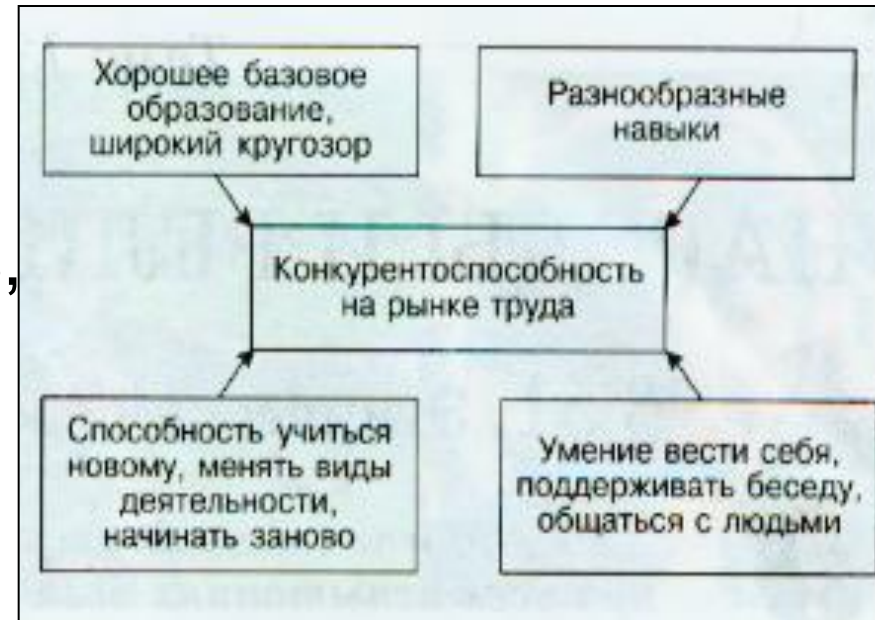 Хорошее базовое
образование,
широкий кругозор
Разнообразные
навыки
,
Конкурентоспособность
на рынке труда
Способность учиться
новому, менять виды
деятельности,
начинать заново
Умение вести себя,
поддерживать беседу,
общаться с людьми